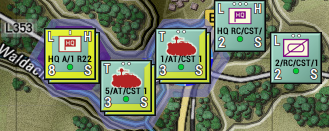 L353
Waldac
E
L H
HQ
HQ A/1 R22
8 S
T
5/AT/CST 1
3 S
T
1/AT/CST 1
3 S
L H
HQ
HQ RC/CST/
2 S
L
2/RC/CST/1
2 S